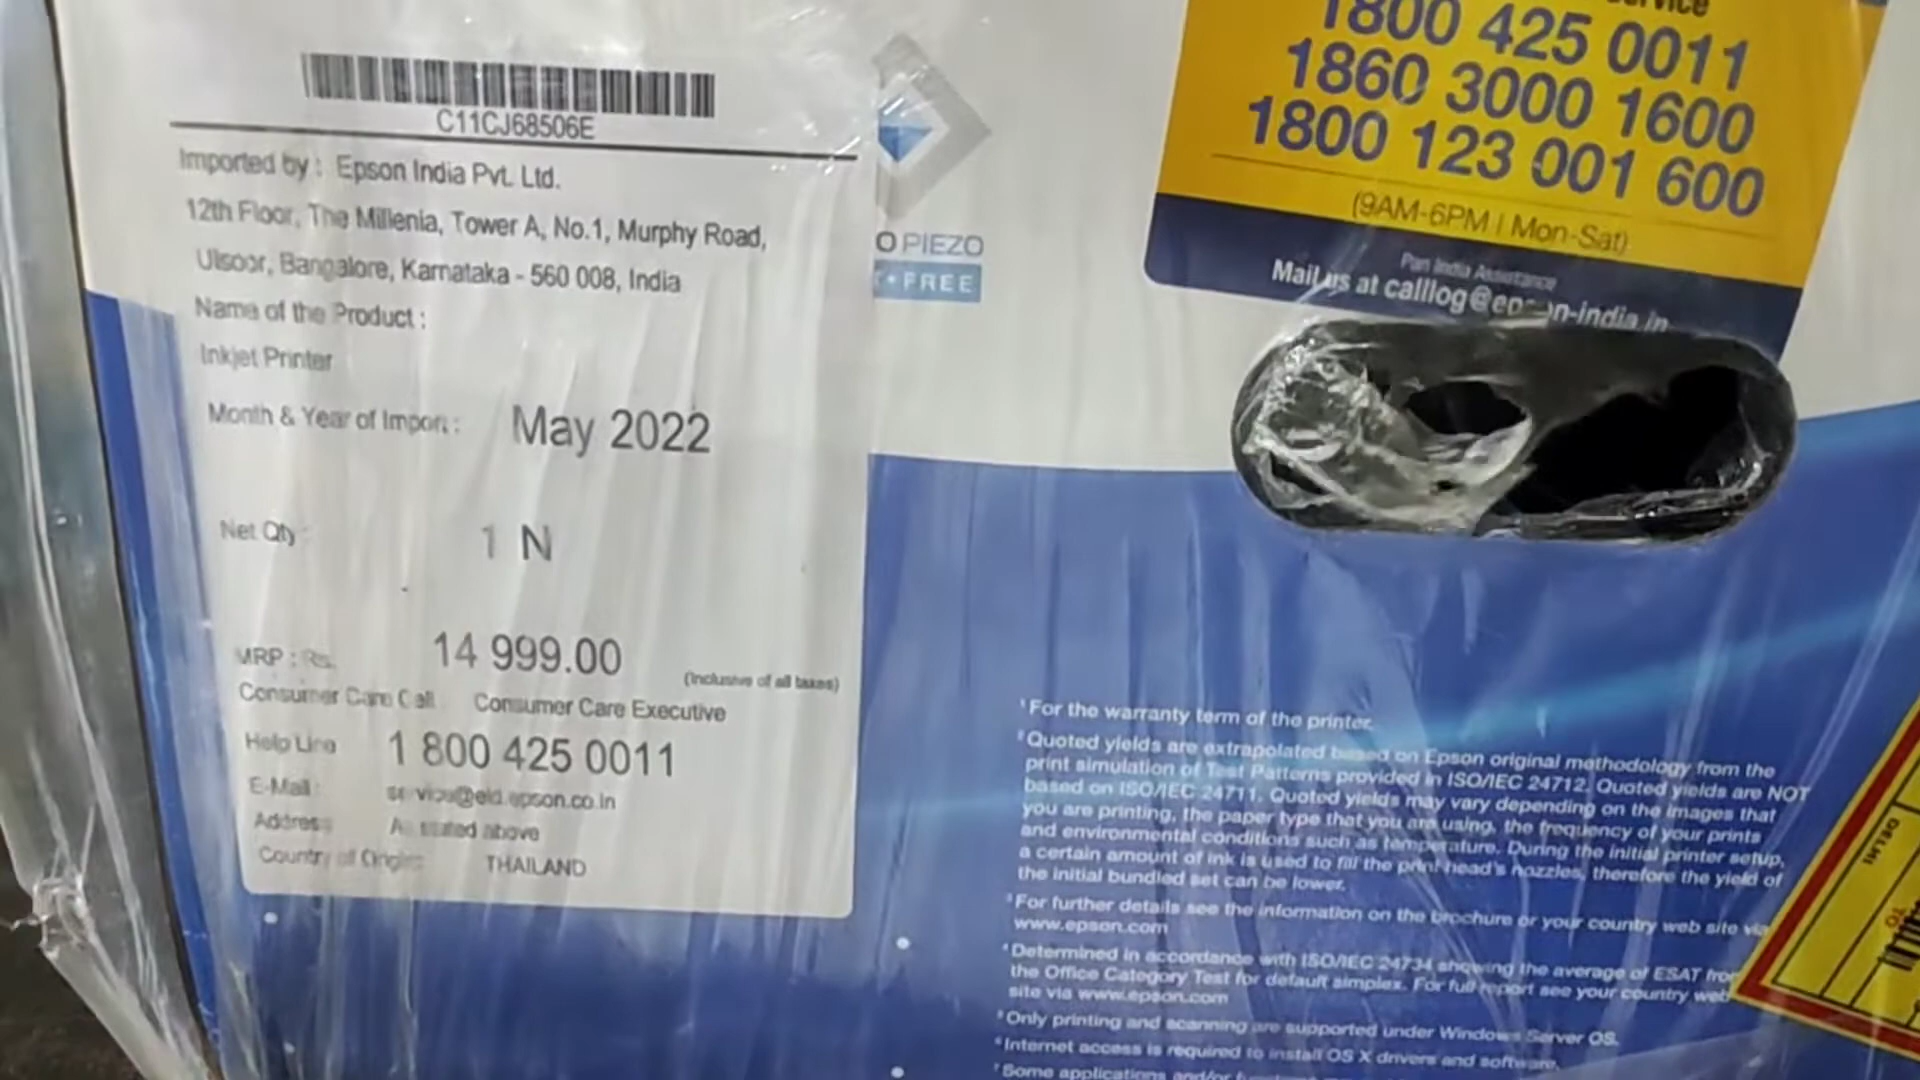 C11CJ68506E
Imported by : Epson India Pvt. Ltd.
12th Floor, The Millenia, Tower A, No.1, Murphy Road,
Ulsoor, Bangalore, Karnataka - 560 008, India
Name of the Product :
Inkjet Printer
Month & Year of Import : May 2022
Net Qty : 1 N
MRP : Rs. 14 999.00
(Inclusive of all taxes)
Consumer Care Cell Consumer Care Executive
Help Line 1 800 425 0011
E-Mail : service@eid.epson.co.in
Address As stated above
Country of Origin: THAILAND
O PIEZO
FREE
1800 425 0011
1860 3000 1600
1800 123 001 600
(9AM-6PM | Mon-Sat)
Pan India Assistance
Mail us at calllog@epson-india.in
¹For the warranty term of the printer.
²Quoted yields are extrapolated based on Epson original methodology from the
print simulation of Test Patterns provided in ISO/IEC 24712. Quoted yields are NOT
based on ISO/IEC 24711. Quoted yields may vary depending on the images that
you are printing, the paper type that you are using, the frequency of your prints
and environmental conditions such as temperature. During the initial printer setup,
a certain amount of ink is used to fill the print head's nozzles, therefore the yield of
the initial bundled set can be lower.
³For further details see the information on the brochure or your country web site via
www.epson.com
⁴Determined in accordance with ISO/IEC 24734 showing the average of ESAT from
the Office Category Test for default simplex. For full report see your country web
site via www.epson.com
⁵Only printing and scanning are supported under Windows Server OS.
⁶Internet access is required to install OS X drivers and software.
⁷Some applications and/or
DELHI
TO